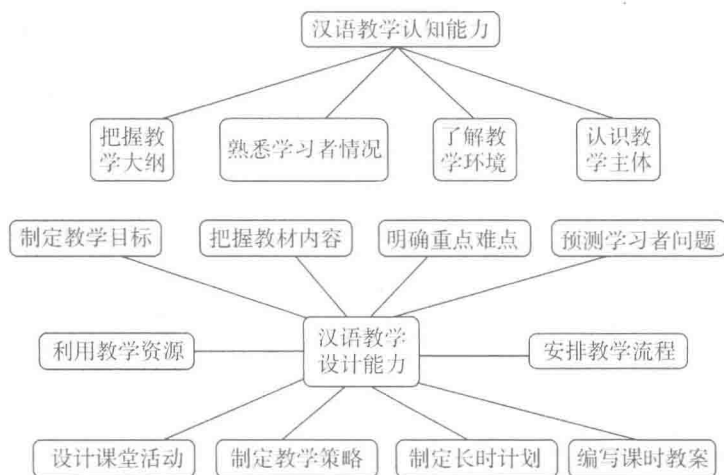 汉语教学认知能力
把握教
学大纲
熟悉学习者情况
了解教
学环境
认识教
学主体
制定教学目标
把握教材内容
明确重点难点
预测学习者问题
利用教学资源
汉语教学
设计能力
安排教学流程
设计课堂活动
制定教学策略
制定长时计划
编写课时教案